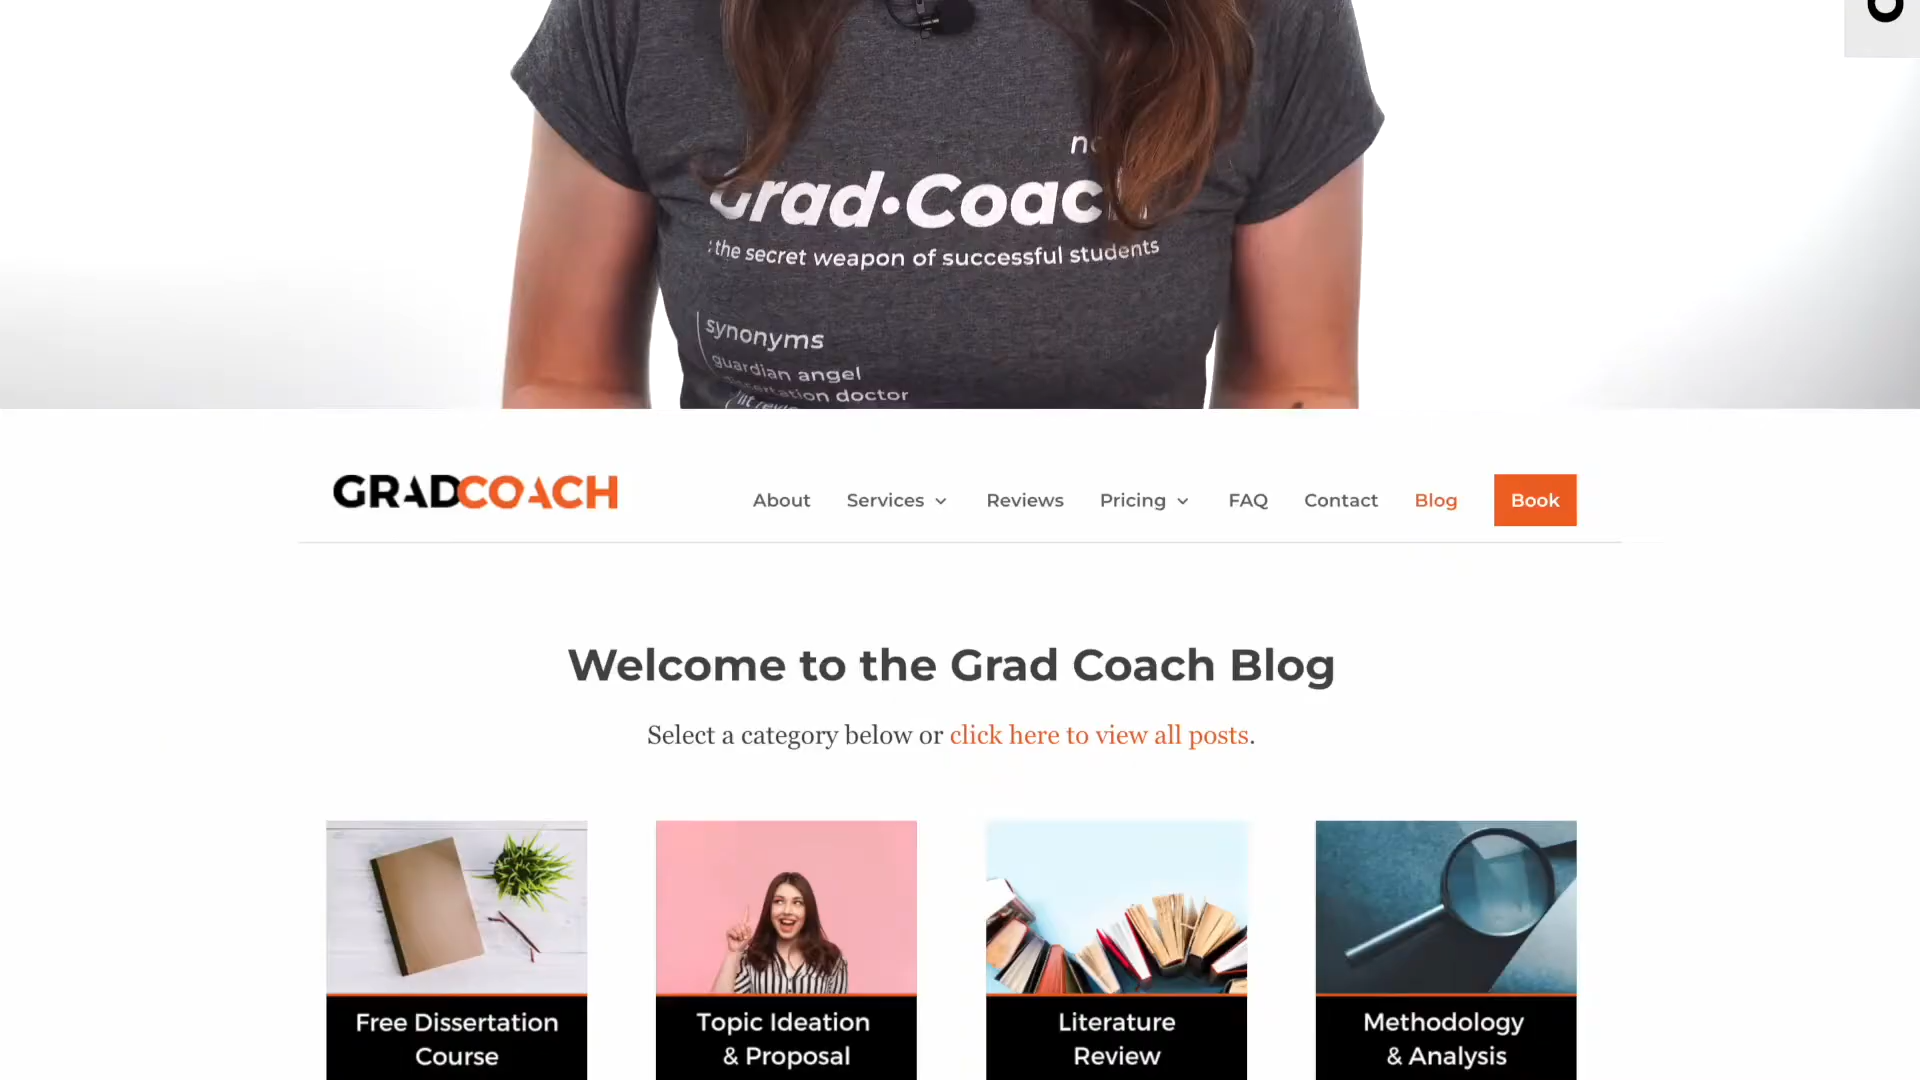 Grad•Coach
: the secret weapon of successful students
synonyms
guardian angel
dissertation doctor
GRADCOACH
About Services Reviews Pricing FAQ Contact Blog Book
Welcome to the Grad Coach Blog
Select a category below or click here to view all posts.
Free Dissertation
Course
Topic Ideation
& Proposal
Literature
Review
Methodology
& Analysis